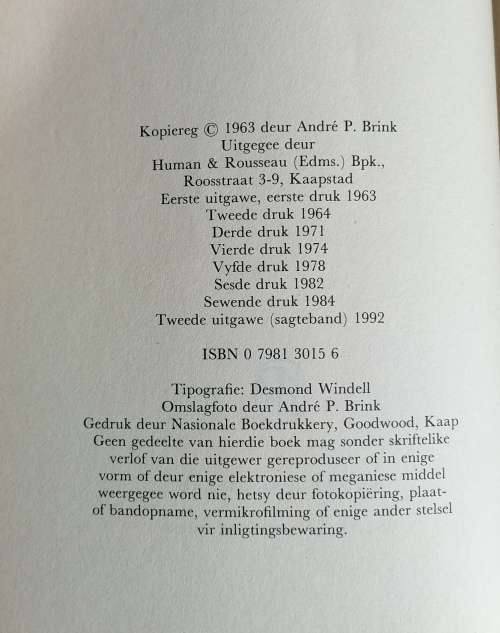 Kopiereg © 1963 deur André P. Brink
Uitgegee deur
Human & Rousseau (Edms.) Bpk.,
Roosstraat 3-9, Kaapstad
Eerste uitgawe, eerste druk 1963
Tweede druk 1964
Derde druk 1971
Vierde druk 1974
Vyfde druk 1978
Sesde druk 1982
Sewende druk 1984
Tweede uitgawe (sagteband) 1992
ISBN 0 7981 3015 6
Tipografie: Desmond Windell
Omslagfoto deur André P. Brink
Gedruk deur Nasionale Boekdrukkery, Goodwood, Kaap
Geen gedeelte van hierdie boek mag sonder skriftelike
verlof van die uitgewer gereproduseer of in enige
vorm of deur enige elektroniese of meganiese middel
weergegee word nie, hetsy deur fotokopiëring, plaat-
of bandopname, vermikrofilming of enige ander stelsel
vir inligtingsbewaring.